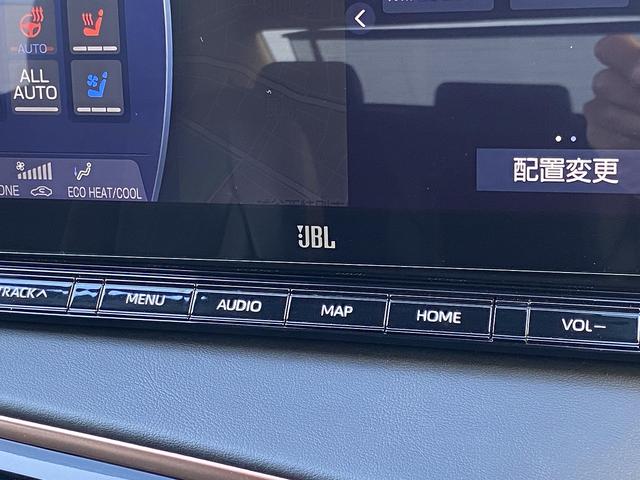 AUTO
ALL
AUTO
ECO HEAT/COOL
配置変更
JBL
TRACK∧
MENU
AUDIO
MAP
HOME
VOL−